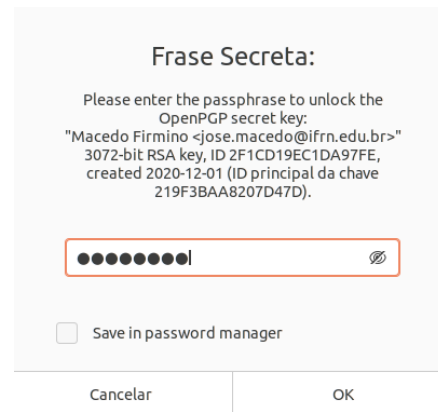 Frase Secreta:
Please enter the passphrase to unlock the
OpenPGP secret key:
"Macedo Firmino <jose.macedo@ifrn.edu.br>"
3072-bit RSA key, ID 2F1CD19EC1DA97FE,
created 2020-12-01 (ID principal da chave
219F3BAA8207D47D).
●●●●●●●●
Save in password manager
Cancelar
OK